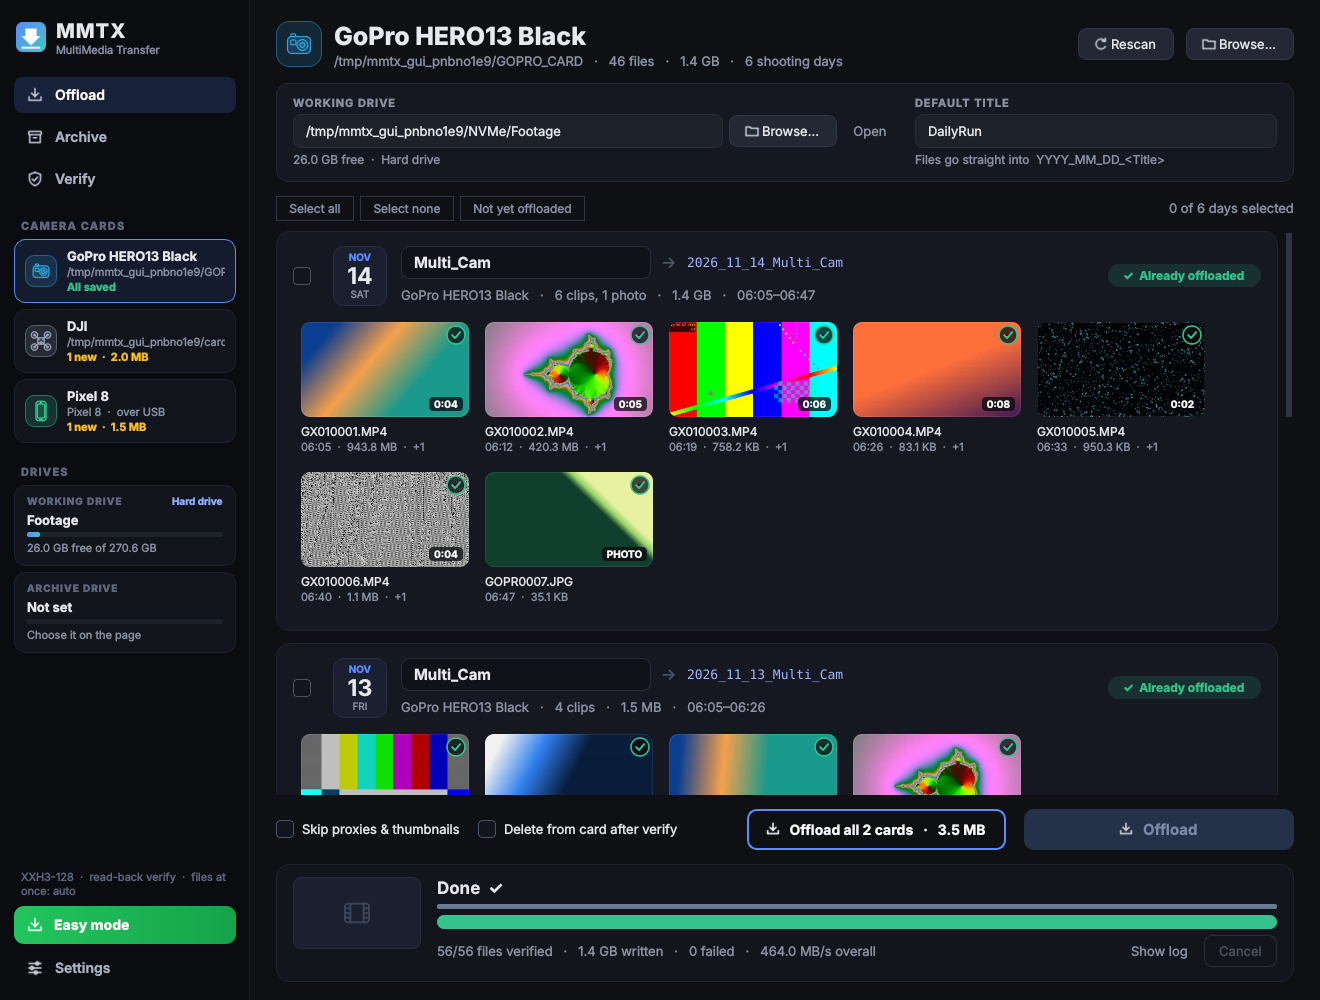 MMTX
MultiMedia Transfer
Offload
Archive
Verify
CAMERA CARDS
GoPro HERO13 Black
/tmp/mmtx_gui_pnbno1e9/GOF
All saved
DJI
/tmp/mmtx_gui_pnbno1e9/card
1 new · 2.0 MB
Pixel 8
Pixel 8 · over USB
1 new · 1.5 MB
DRIVES
WORKING DRIVE Hard drive
Footage
26.0 GB free of 270.6 GB
ARCHIVE DRIVE
Not set
Choose it on the page
XXH3-128 · read-back verify · files at
once: auto
Easy mode
Settings
GoPro HERO13 Black
/tmp/mmtx_gui_pnbno1e9/GOPRO_CARD · 46 files · 1.4 GB · 6 shooting days
Rescan
Browse...
WORKING DRIVE
/tmp/mmtx_gui_pnbno1e9/NVMe/Footage
Browse...
Open
26.0 GB free · Hard drive
DEFAULT TITLE
DailyRun
Files go straight into YYYY_MM_DD_<Title>
Select all
Select none
Not yet offloaded
0 of 6 days selected
NOV
14
SAT
Multi_Cam
→ 2026_11_14_Multi_Cam
GoPro HERO13 Black · 6 clips, 1 photo · 1.4 GB · 06:05–06:47
✓ Already offloaded
0:04
0:05
0:06
0:08
0:02
GX010001.MP4
06:05 · 943.8 MB · +1
GX010002.MP4
06:12 · 420.3 MB · +1
GX010003.MP4
06:19 · 758.2 KB · +1
GX010004.MP4
06:26 · 83.1 KB · +1
GX010005.MP4
06:33 · 950.3 KB · +1
0:04
PHOTO
GX010006.MP4
06:40 · 1.1 MB · +1
GOPR0007.JPG
06:47 · 35.1 KB
NOV
13
FRI
Multi_Cam
→ 2026_11_13_Multi_Cam
GoPro HERO13 Black · 4 clips · 1.5 MB · 06:05–06:26
✓ Already offloaded
Skip proxies & thumbnails
Delete from card after verify
Offload all 2 cards · 3.5 MB
Offload
Done ✓
56/56 files verified · 1.4 GB written · 0 failed · 464.0 MB/s overall
Show log
Cancel